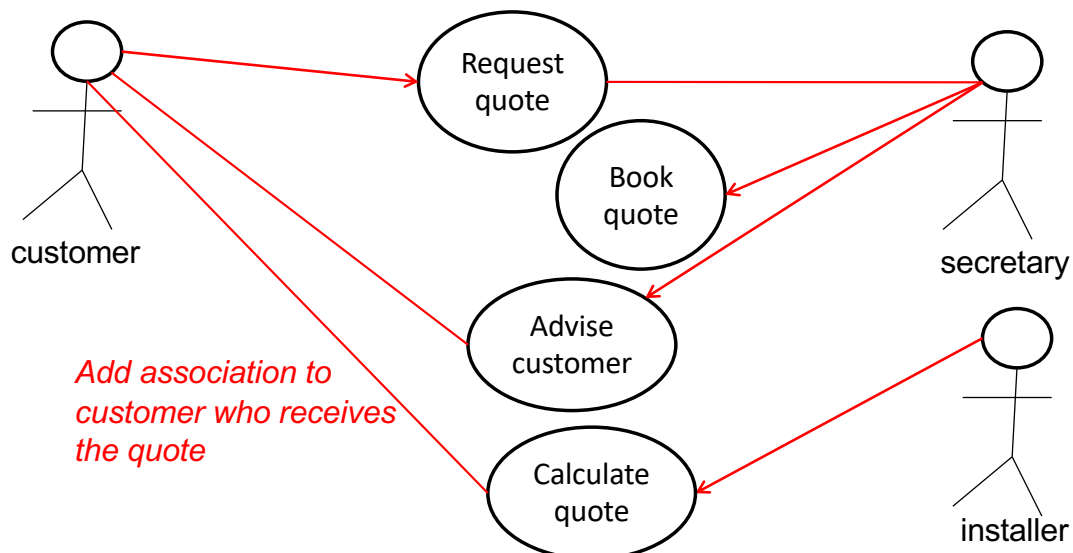 Request
quote
Book
quote
customer
secretary
Advise
customer
Add association to
customer who receives
the quote
Calculate
quote
installer